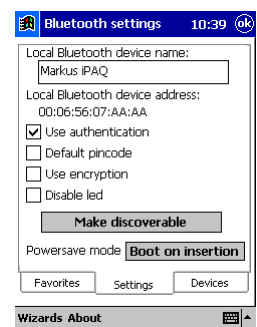 Bluetooth settings 10:39 ok
Local Bluetooth device name:
Markus iPAQ
Local Bluetooth device address:
00:06:56:07:AA:AA
Use authentication
Default pincode
Use encryption
Disable led
Make discoverable
Powersave mode Boot on insertion
Favorites Settings Devices
Wizards About